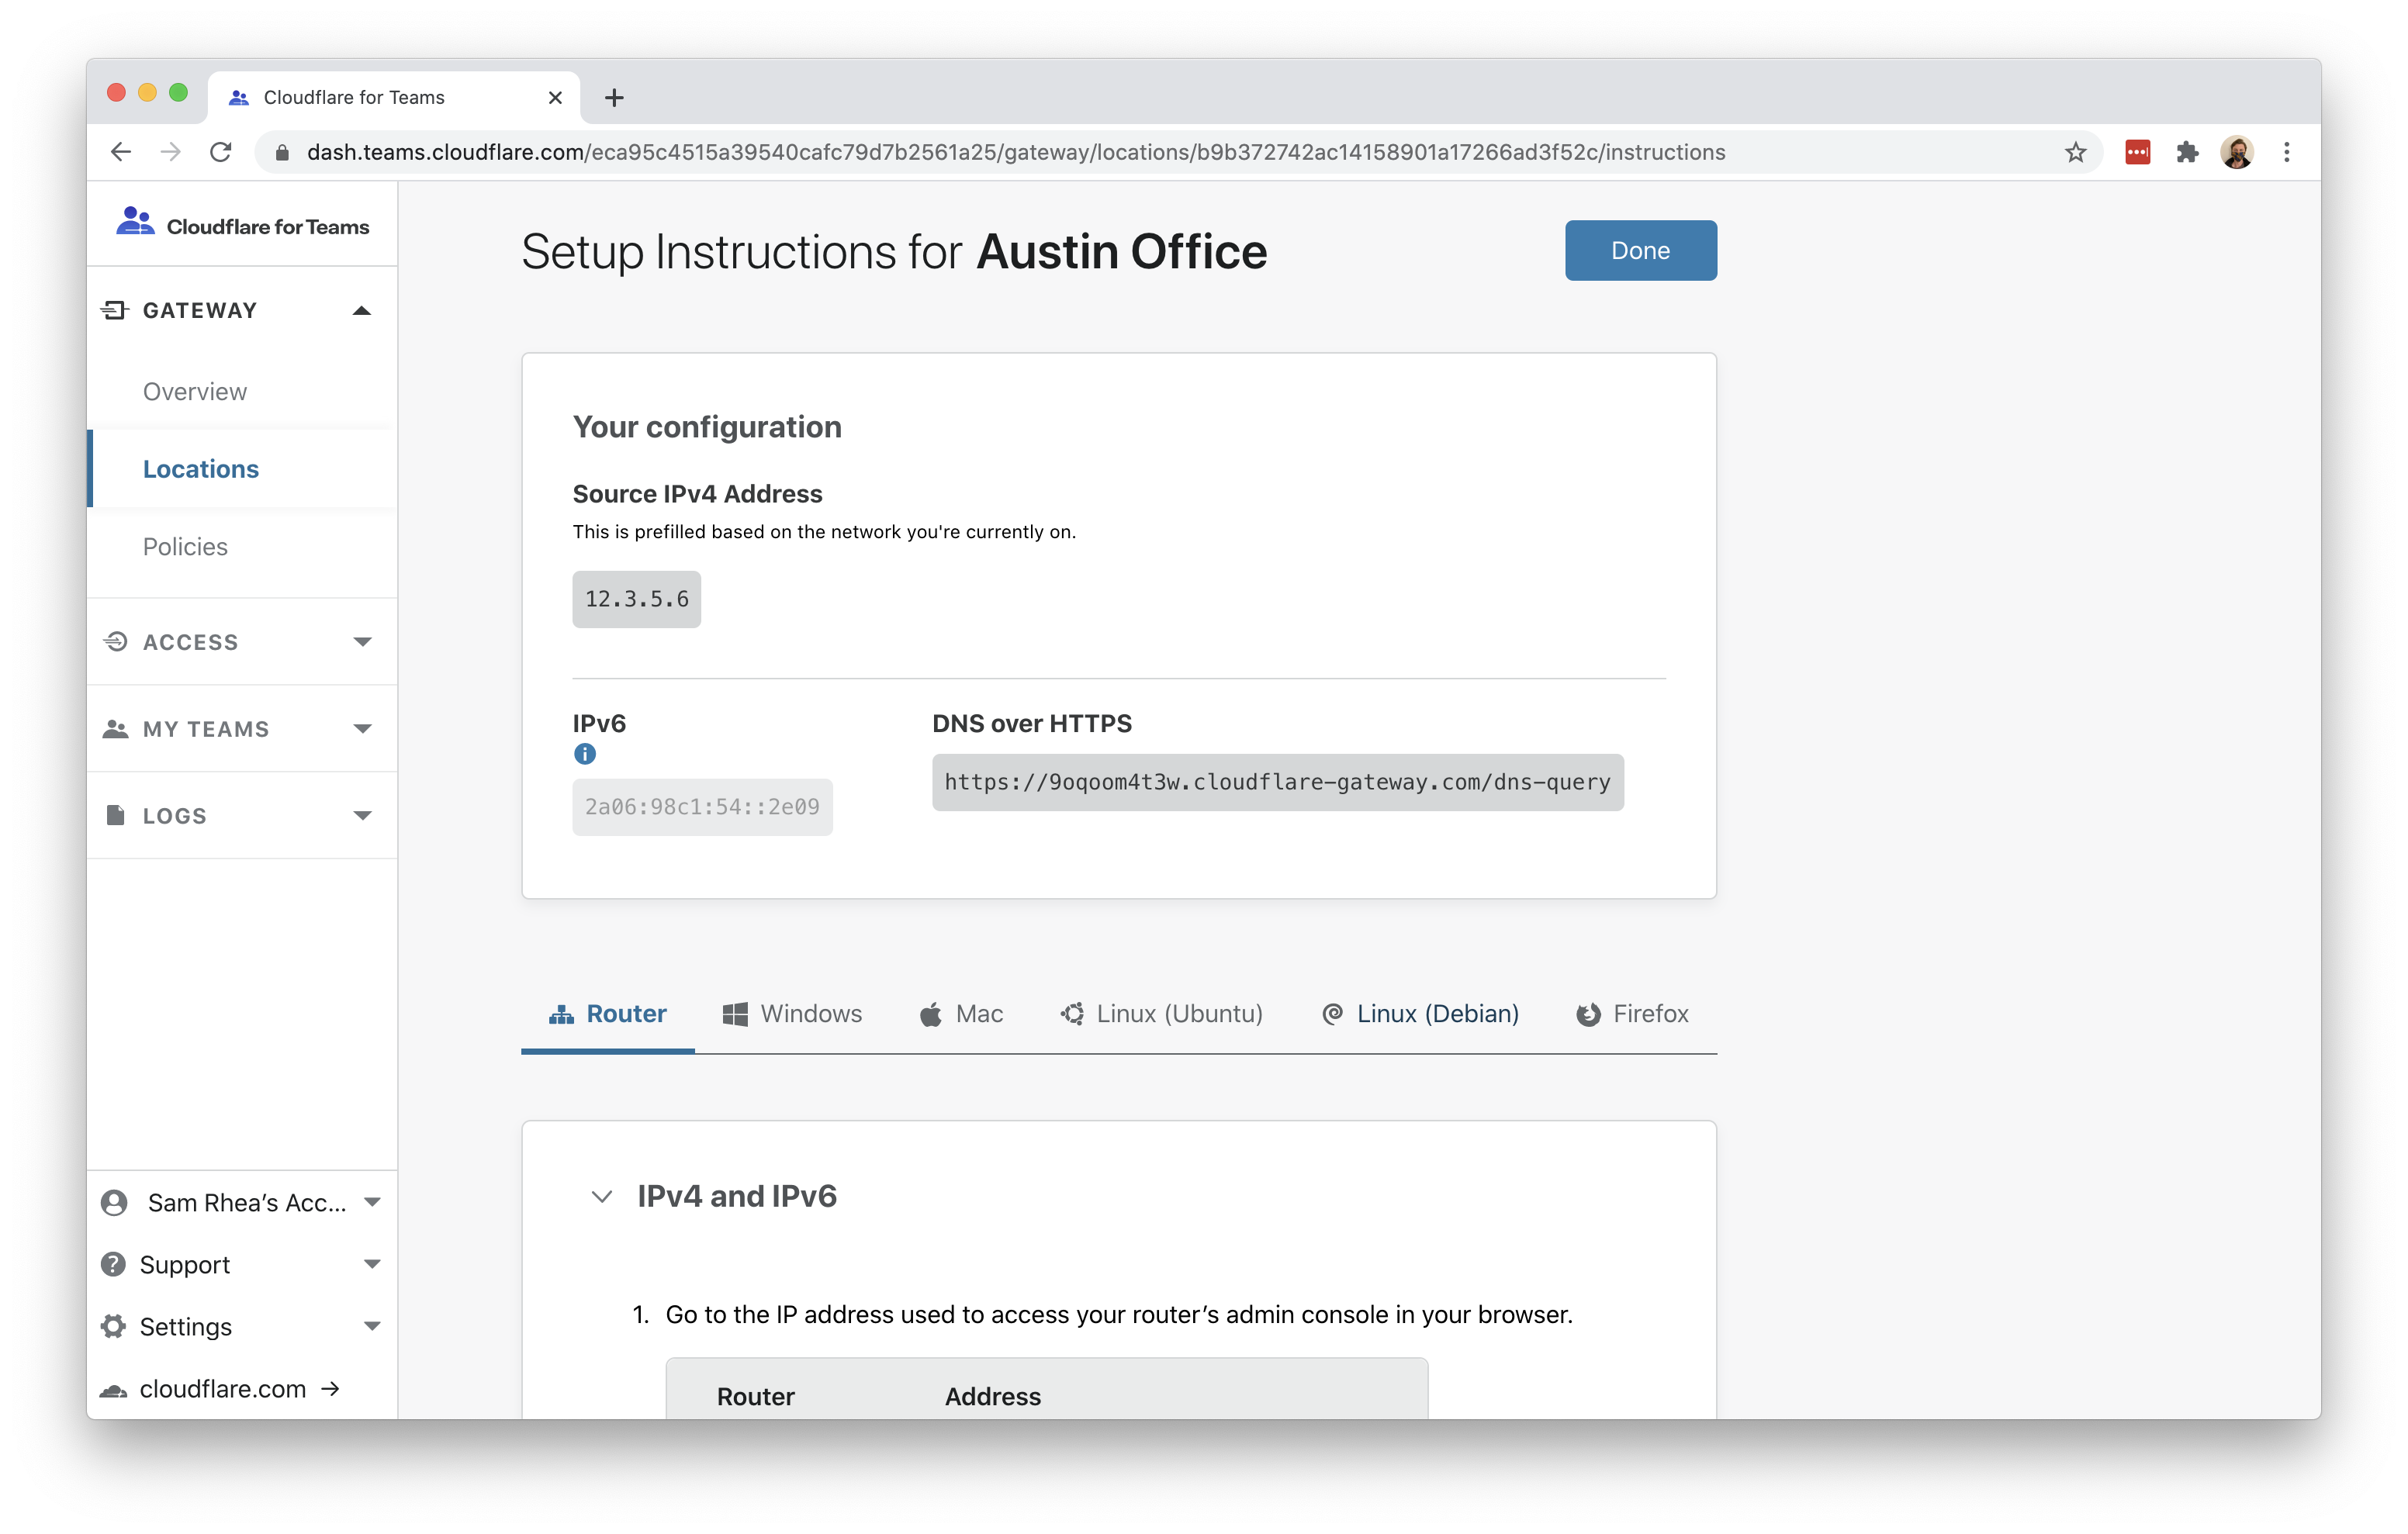 Cloudflare for Teams
dash.teams.cloudflare.com/eca95c4515a39540cafc79d7b2561a25/gateway/locations/b9b372742ac14158901a17266ad3f52c/instructions
Cloudflare for Teams
GATEWAY
Overview
Locations
Policies
ACCESS
MY TEAMS
LOGS
Sam Rhea’s Acc...
Support
Settings
cloudflare.com →
Setup Instructions for Austin Office
Done
Your configuration
Source IPv4 Address
This is prefilled based on the network you're currently on.
12.3.5.6
IPv6
2a06:98c1:54::2e09
DNS over HTTPS
https://9oqoom4t3w.cloudflare-gateway.com/dns-query
Router
Windows
Mac
Linux (Ubuntu)
Linux (Debian)
Firefox
IPv4 and IPv6
1. Go to the IP address used to access your router’s admin console in your browser.
Router Address